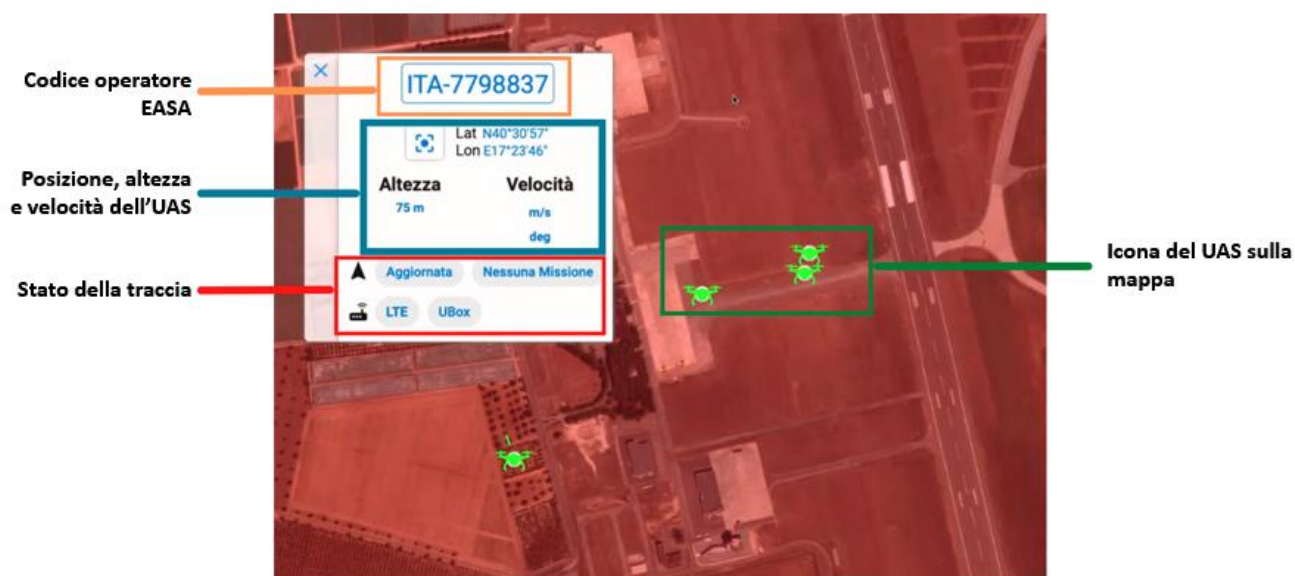 Codice operatore
EASA
ITA-7798837
Lat N40°30'57"
Lon E17°23'46"
Posizione, altezza
e velocità dell'UAS
Altezza
Velocità
75 m
m/s
deg
Stato della traccia
Aggiornata
Nessuna Missione
LTE
UBox
Icona del UAS sulla
mappa